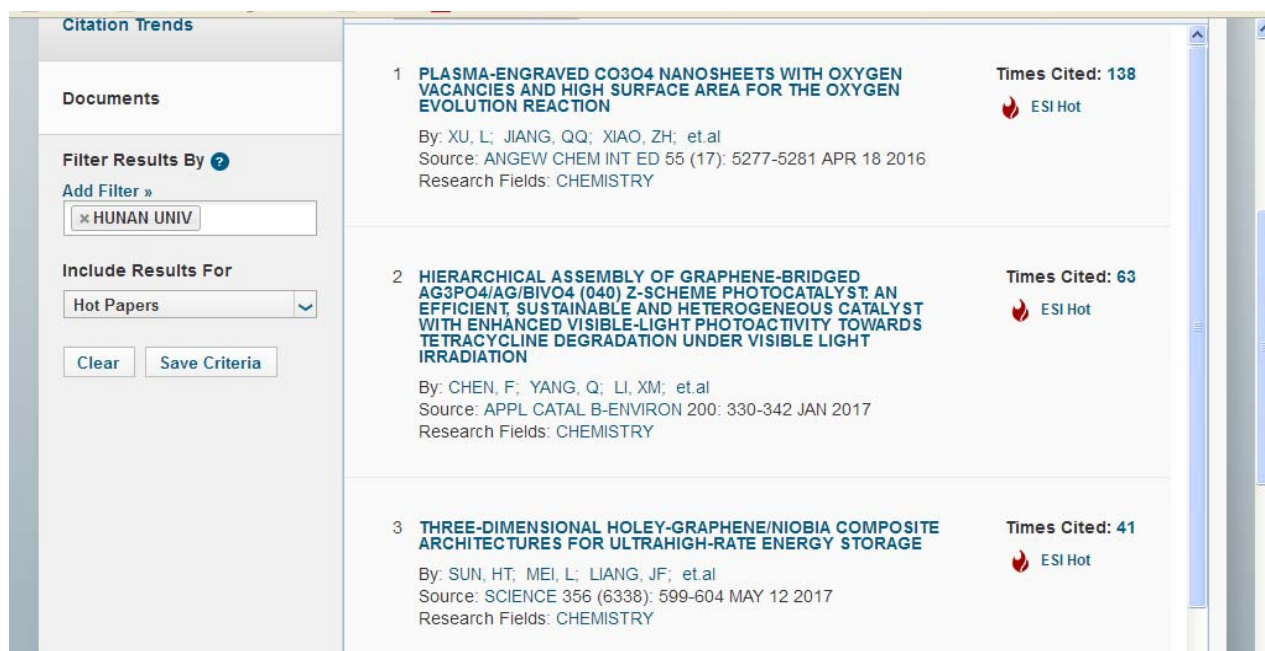 Citation Trends
Documents
Filter Results By ?
Add Filter »
× HUNAN UNIV
Include Results For
Hot Papers
Clear Save Criteria
1 PLASMA-ENGRAVED CO3O4 NANOSHEETS WITH OXYGEN
VACANCIES AND HIGH SURFACE AREA FOR THE OXYGEN
EVOLUTION REACTION
By: XU, L; JIANG, QQ; XIAO, ZH; et.al
Source: ANGEW CHEM INT ED 55 (17): 5277-5281 APR 18 2016
Research Fields: CHEMISTRY
Times Cited: 138
ESI Hot
2 HIERARCHICAL ASSEMBLY OF GRAPHENE-BRIDGED
AG3PO4/AG/BIVO4 (040) Z-SCHEME PHOTOCATALYST: AN
EFFICIENT, SUSTAINABLE AND HETEROGENEOUS CATALYST
WITH ENHANCED VISIBLE-LIGHT PHOTOACTIVITY TOWARDS
TETRACYCLINE DEGRADATION UNDER VISIBLE LIGHT
IRRADIATION
By: CHEN, F; YANG, Q; LI, XM; et.al
Source: APPL CATAL B-ENVIRON 200: 330-342 JAN 2017
Research Fields: CHEMISTRY
Times Cited: 63
ESI Hot
3 THREE-DIMENSIONAL HOLEY-GRAPHENE/NIOBIA COMPOSITE
ARCHITECTURES FOR ULTRAHIGH-RATE ENERGY STORAGE
By: SUN, HT; MEI, L; LIANG, JF; et.al
Source: SCIENCE 356 (6338): 599-604 MAY 12 2017
Research Fields: CHEMISTRY
Times Cited: 41
ESI Hot